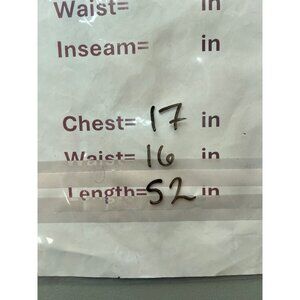 Waist= in
Inseam= in
Chest= 17 in
Waist= 16 in
Length= 52 in